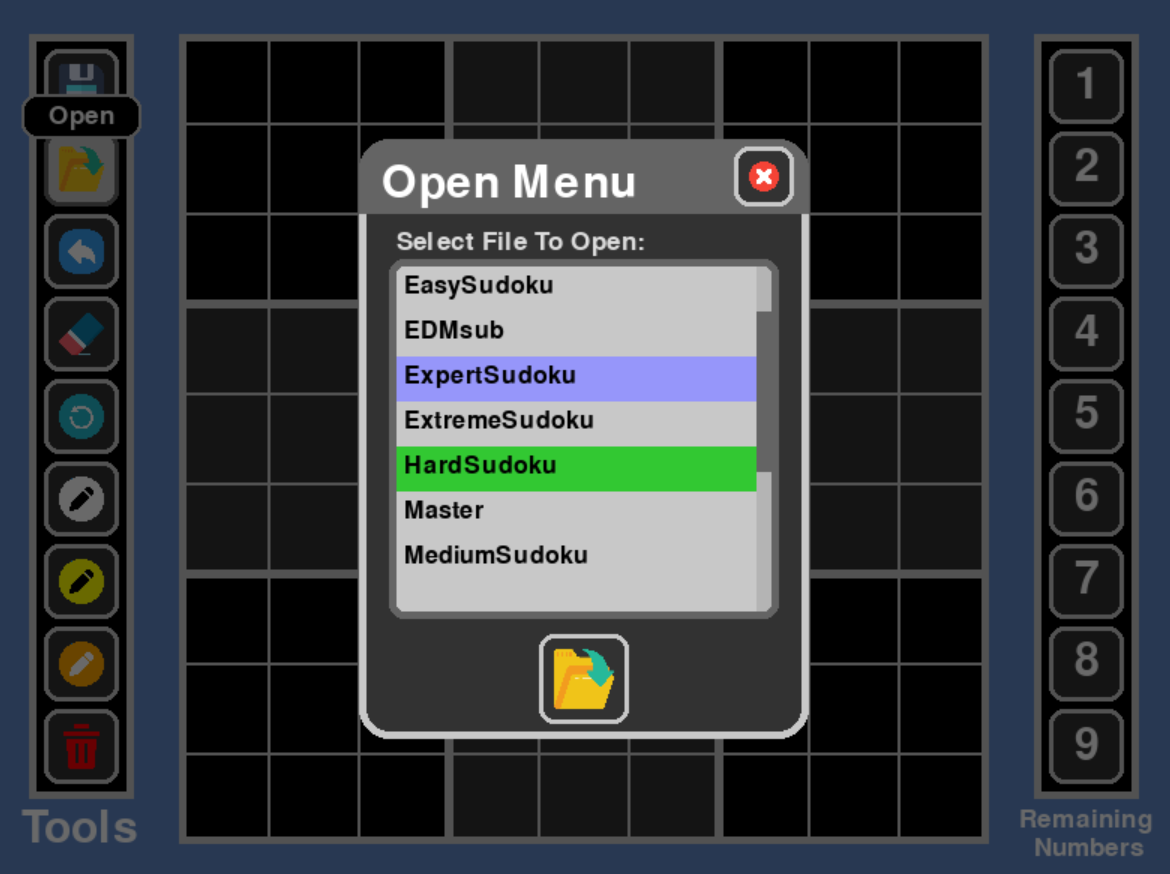 Open
Tools
Open Menu
Select File To Open:
EasySudoku
EDMsub
ExpertSudoku
ExtremeSudoku
HardSudoku
Master
MediumSudoku
1
2
3
4
5
6
7
8
9
Remaining
Numbers